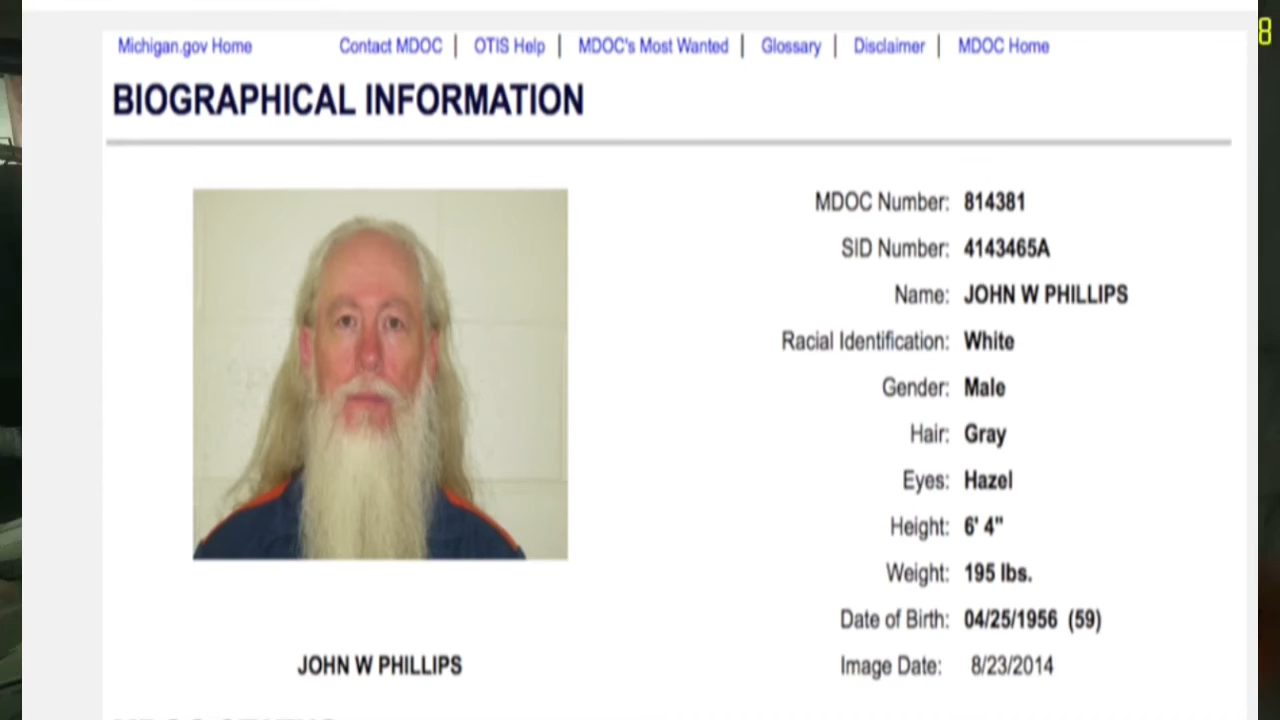 8
Michigan.gov Home Contact MDOC | OTIS Help | MDOC's Most Wanted | Glossary | Disclaimer | MDOC Home
BIOGRAPHICAL INFORMATION
MDOC Number: 814381
SID Number: 4143465A
Name: JOHN W PHILLIPS
Racial Identification: White
Gender: Male
Hair: Gray
Eyes: Hazel
Height: 6' 4"
Weight: 195 lbs.
Date of Birth: 04/25/1956 (59)
Image Date: 8/23/2014
JOHN W PHILLIPS